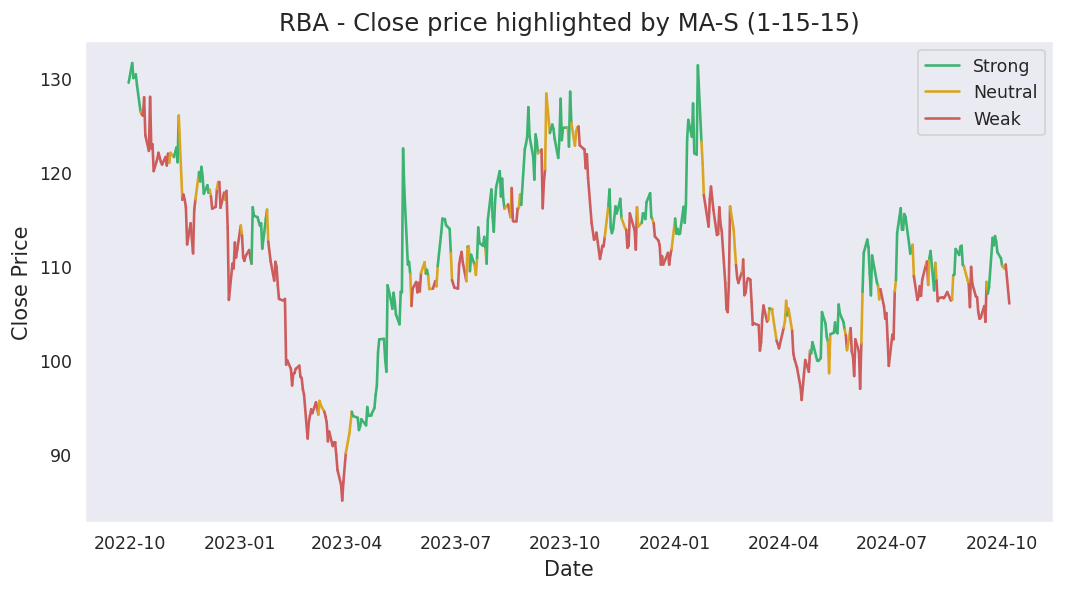 RBA - Close price highlighted by MA-S (1-15-15)
Strong
Neutral
Weak
Close Price
130
120
110
100
90
2022-10 2023-01 2023-04 2023-07 2023-10 2024-01 2024-04 2024-07 2024-10
Date